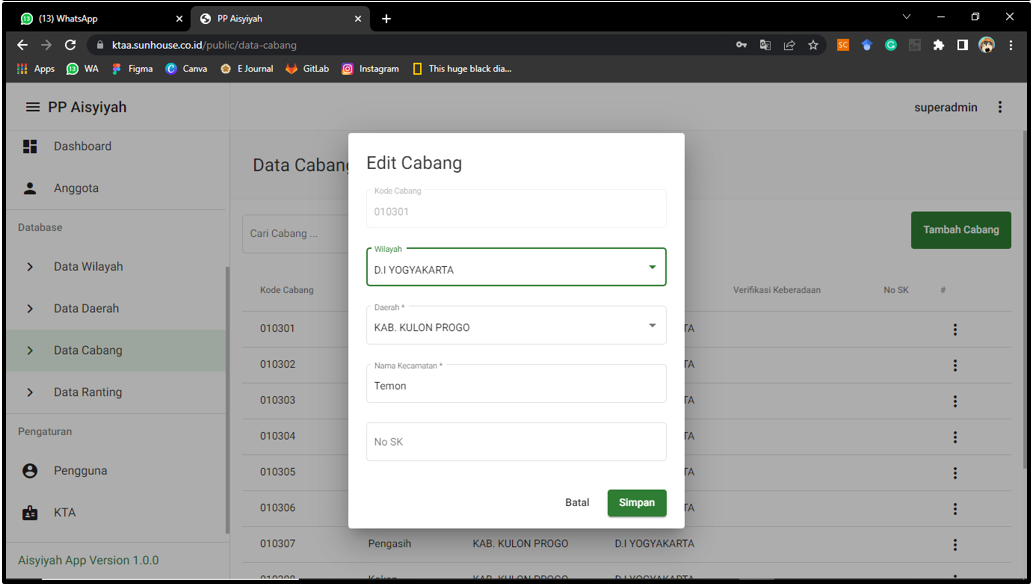 (13) WhatsApp
PP Aisyiyah
ktaa.sunhouse.co.id/public/data-cabang
SC
Apps WA Figma Canva E Journal GitLab Instagram This huge black dia...
PP Aisyiyah
superadmin
Dashboard
Anggota
Database
Data Wilayah
Data Daerah
Data Cabang
Data Ranting
Pengaturan
Pengguna
KTA
Aisyiyah App Version 1.0.0
Data Cabang
Cari Cabang ...
Tambah Cabang
Kode Cabang Verifikasi Keberadaan No SK #
010301 TA
010302 TA
010303 TA
010304 TA
010305 TA
010306 TA
010307 Pengasih KAB. KULON PROGO D.I YOGYAKARTA
010308 Kokap KAB. KULON PROGO D.I YOGYAKARTA
Edit Cabang
Kode Cabang
010301
Wilayah
D.I YOGYAKARTA
Daerah *
KAB. KULON PROGO
Nama Kecamatan *
Temon
No SK
Batal Simpan